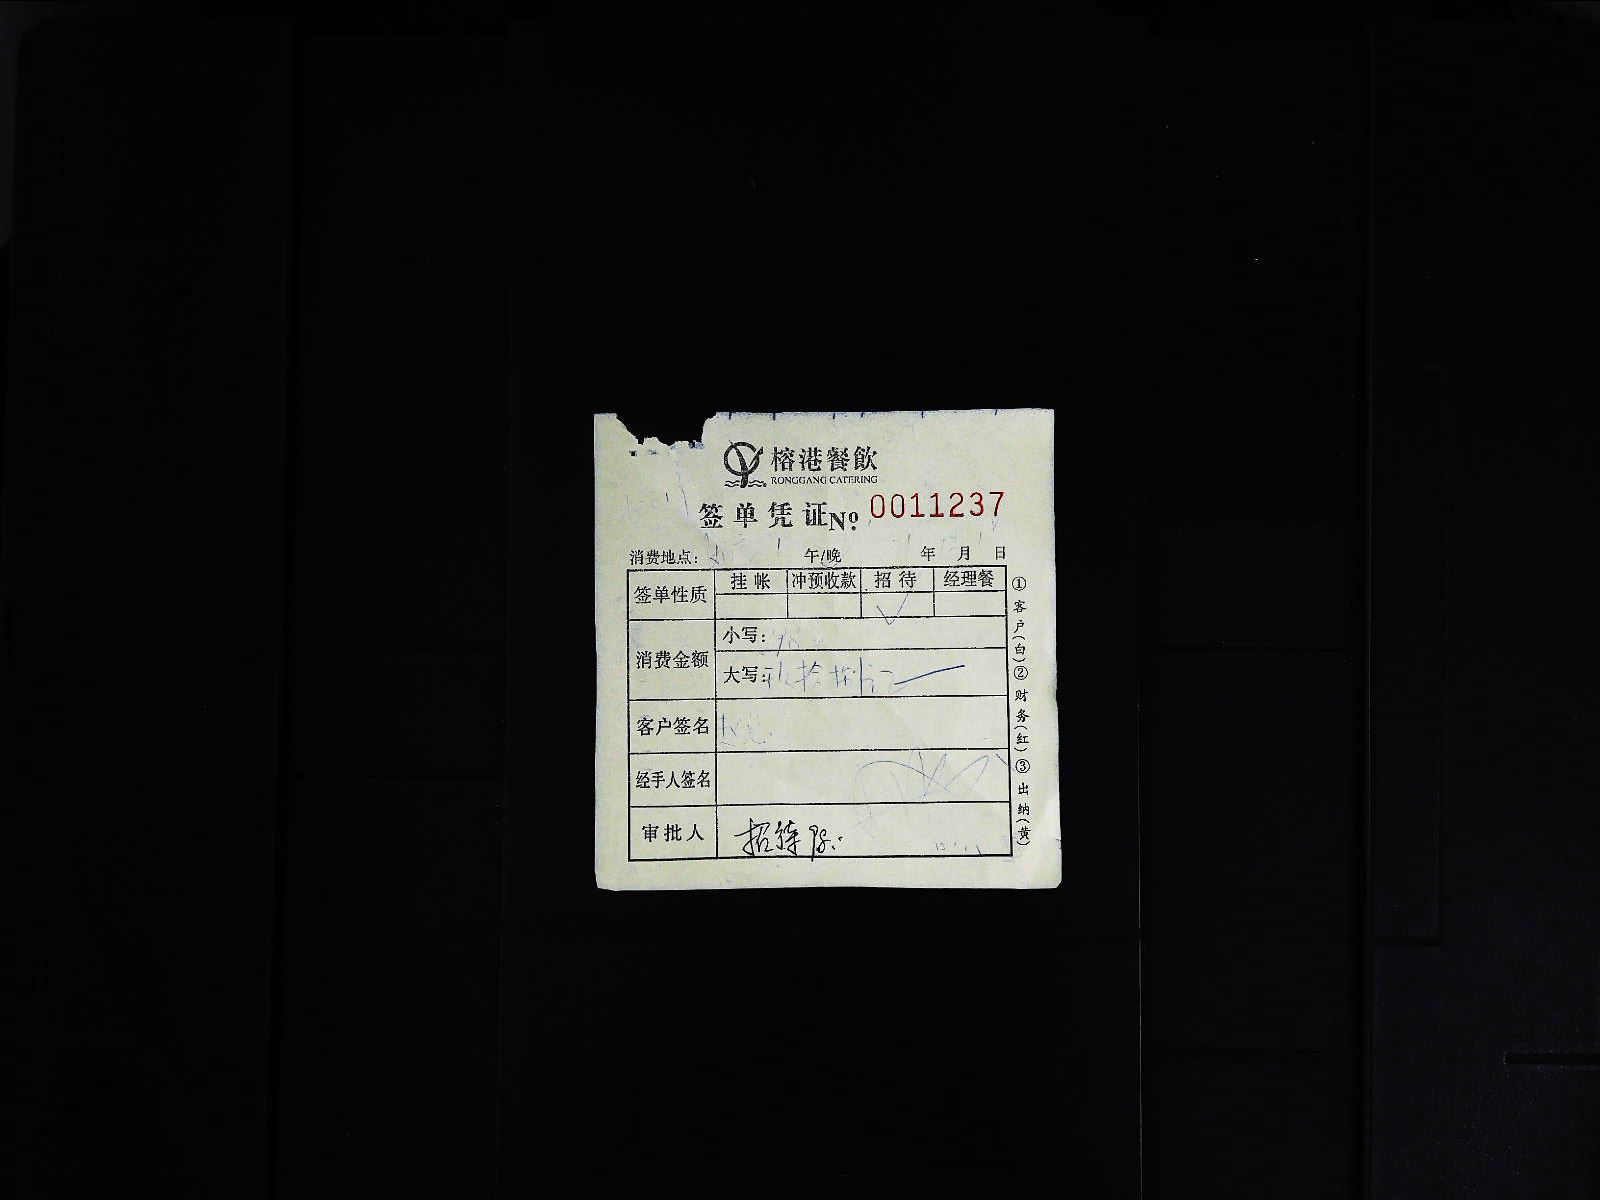 榕港餐飲
RONGGANG CATERING
签单凭证 Nº 0011237
消费地点： 午/晚 年 月 日
签单性质 挂帐 冲预收款 招待 经理餐
✓
消费金额 小写：
大写：
客户签名
经手人签名
审批人 招待
①客户(白)②财务(红)③出纳(黄)